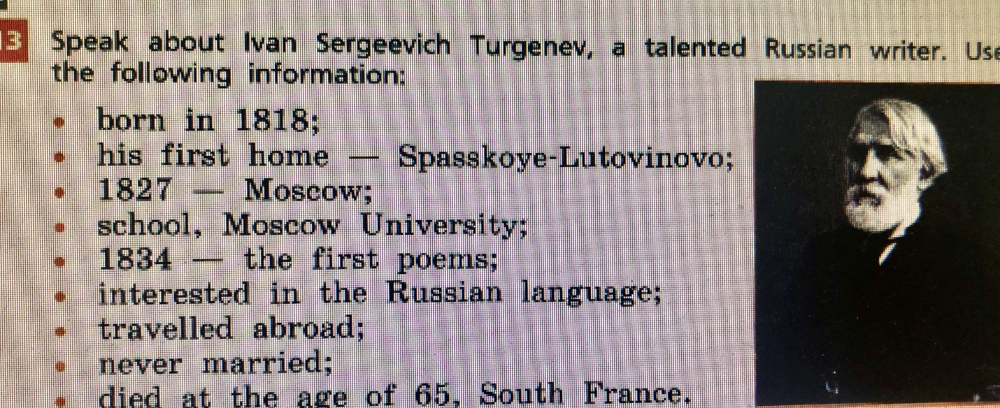 13 Speak about Ivan Sergeevich Turgenev, a talented Russian writer. Use
the following information:
• born in 1818;
• his first home — Spasskoye-Lutovinovo;
• 1827 — Moscow;
• school, Moscow University;
• 1834 — the first poems;
• interested in the Russian language;
• travelled abroad;
• never married;
• died at the age of 65, South France.